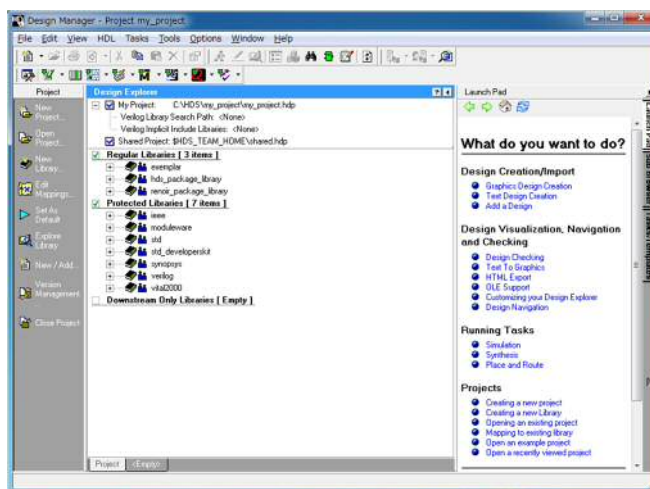 Design Manager - Project my_project
File Edit View HDL Tasks Tools Options Window Help
Project
New Project...
Open Project...
New Library...
Edit Mappings...
Set As Default
Explore Library
New / Add...
Version Management
Close Project
Design Explorer
My Project: C:\HDS\my_project\my_project.hdp
Verilog Library Search Path: <None>
Verilog Implicit Include Libraries: <None>
Shared Project: $HDS_TEAM_HOME\shared.hdp
Regular Libraries [ 3 items ]
exemplar
hds_package_library
renoir_package_library
Protected Libraries [ 7 items ]
ieee
moduleware
std
std_developerskit
synopsys
verilog
vital2000
Downstream Only Libraries [ Empty ]
Project <Empty>
Launch Pad
What do you want to do?
Design Creation/Import
Graphics Design Creation
Text Design Creation
Add a Design
Design Visualization, Navigation
and Checking
Design Checking
Text To Graphics
HTML Export
OLE Support
Customizing your Design Explorer
Design Navigation
Running Tasks
Simulation
Synthesis
Place and Route
Projects
Creating a new project
Creating a new Library
Opening an existing project
Mapping to existing library
Open an example project
Open a recently viewed project